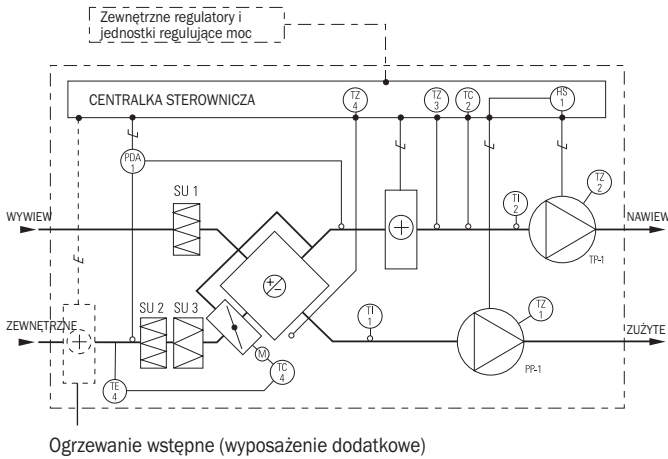 Zewnętrzne regulatory i
jednostki regulujące moc
CENTRALKA STEROWNICZA
TZ
4
TZ
3
TC
2
HS
1
PDA
1
SU 1
TZ
2
TI
2
WYWIEW
NAWIEW
TP-1
ZEWNĘTRZNE
SU 2
SU 3
TI
1
TZ
1
ZUŻYTE
M
TC
4
TE
4
PP-1
Ogrzewanie wstępne (wyposażenie dodatkowe)